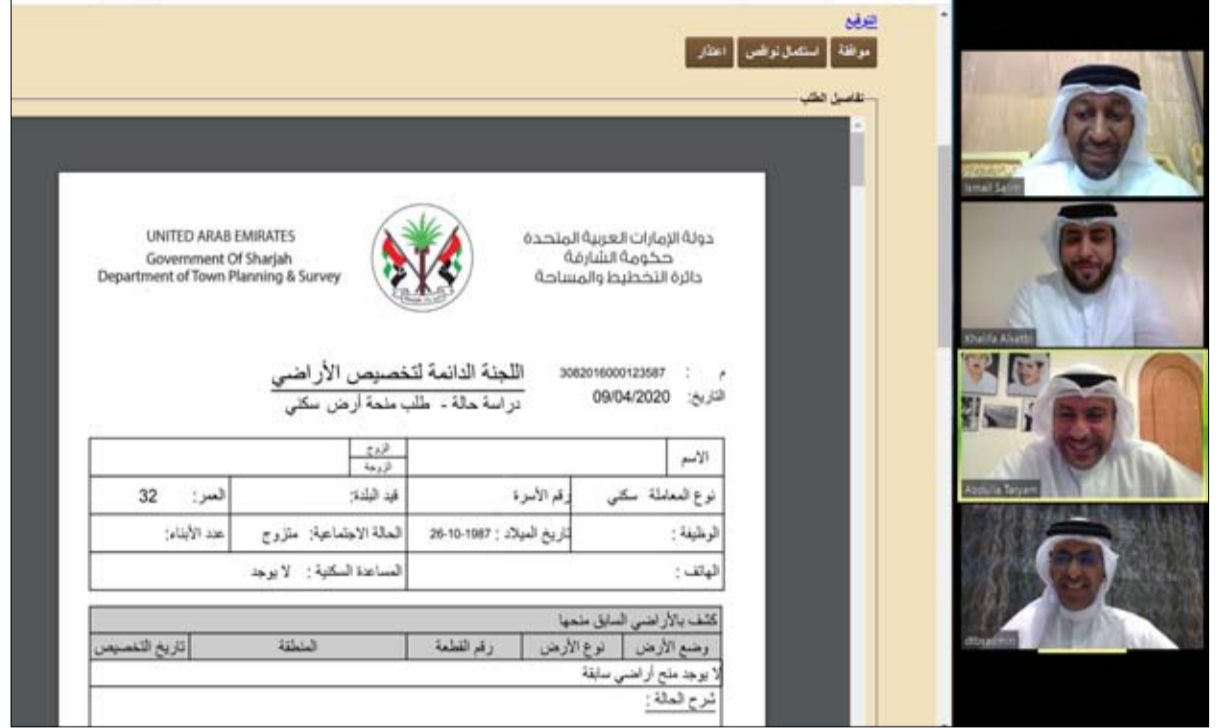 التوقيع
موافقة استكمال نواقص اعتذار
تفاصيل الطلب
UNITED ARAB EMIRATES
Government Of Sharjah
Department of Town Planning & Survey
دولة الإمارات العربية المتحدة
حكومة الشارقة
دائرة التخطيط والمساحة
م : 3082016000123587
التاريخ: 09/04/2020
اللجنة الدائمة لتخصيص الأراضي
دراسة حالة - طلب منحة أرض سكني
الاسم
الزوج
الزوجة
نوع المعاملة سكني رقم الأسرة قيد البلدة: العمر: 32
الوظيفة : تاريخ الميلاد : 26-10-1987 الحالة الاجتماعية: متزوج عدد الأبناء:
الهاتف : المساعدة السكنية : لا يوجد
كشف بالأراضي السابق منحها
وضع الأرض نوع الأرض رقم القطعة المنطقة تاريخ التخصيص
لا يوجد منح أراضي سابقة
شرح الحالة :
Ismail Salim
Khalifa Alketbi
Abdulla Taryam
dtbsadmin